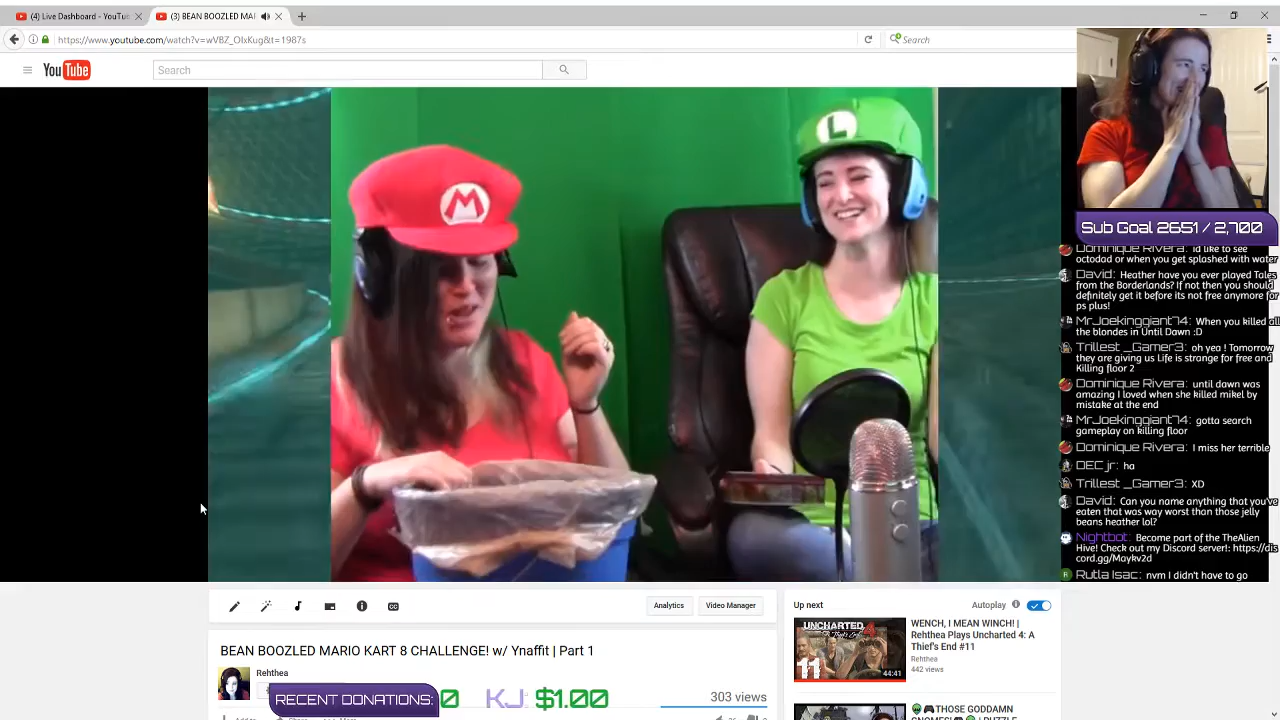 (4) Live Dashboard - YouTu
(3) BEAN BOOZLED MAI
https://www.youtube.com/watch?v=wVBZ_OIxKug&t=1987s
Search
YouTube
Search
M
L
Sub Goal 2651 / 2,700
Dominique Rivera: id like to see
octodad or when you get splashed with water
David: Heather have you ever played Tales
from the Borderlands? If not then you should
definitely get it before its not free anymore for
ps plus!
MrJoekinggiant74: When you killed all
the blondes in Until Dawn :D
Trillest_Gamer3: oh yea ! Tomorrow
they are giving us Life is strange for free and
Killing floor 2
Dominique Rivera: until dawn was
amazing I loved when she killed mikel by
mistake at the end
MrJoekinggiant74: gotta search
gameplay on killing floor
Dominique Rivera: I miss her terrible
DEC jr: ha
Trillest_Gamer3: XD
David: Can you name anything that you've
eaten that was way worst than those jelly
beans heather lol?
Nightbot: Become part of the TheAlien
Hive! Check out my Discord server!: https://dis
cord.gg/Maykv2d
Rutla Isac: nvm I didn't have to go
Analytics
Video Manager
Up next
Autoplay
BEAN BOOZLED MARIO KART 8 CHALLENGE! w/ Ynaffit | Part 1
Rehthea
303 views
RECENT DONATIONS: 0 KJ: $1.00
UNCHARTED 4
11
44:41
WENCH, I MEAN WINCH! |
Rehthea Plays Uncharted 4: A
Thief's End #11
Rehthea
442 views
THOSE GODDAMN